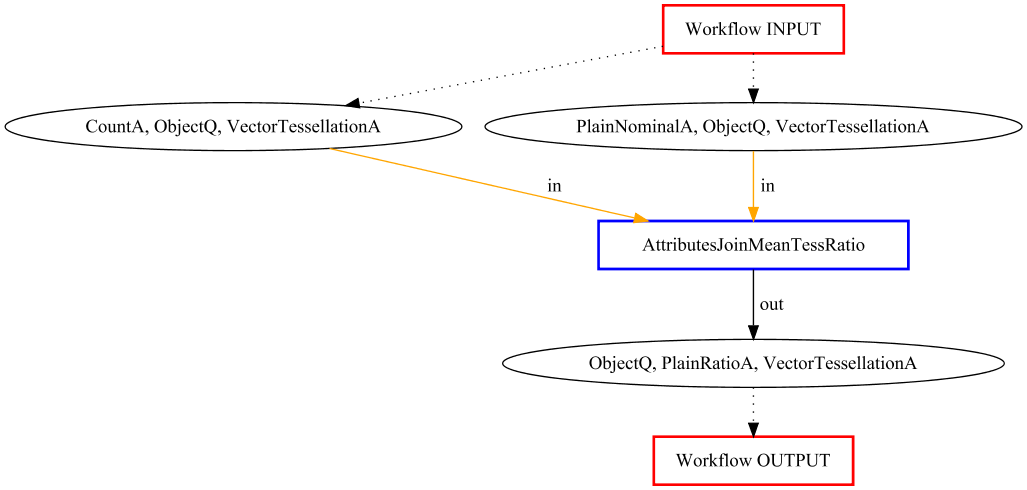 Workflow INPUT
CountA, ObjectQ, VectorTessellationA
PlainNominalA, ObjectQ, VectorTessellationA
in
in
AttributesJoinMeanTessRatio
out
ObjectQ, PlainRatioA, VectorTessellationA
Workflow OUTPUT